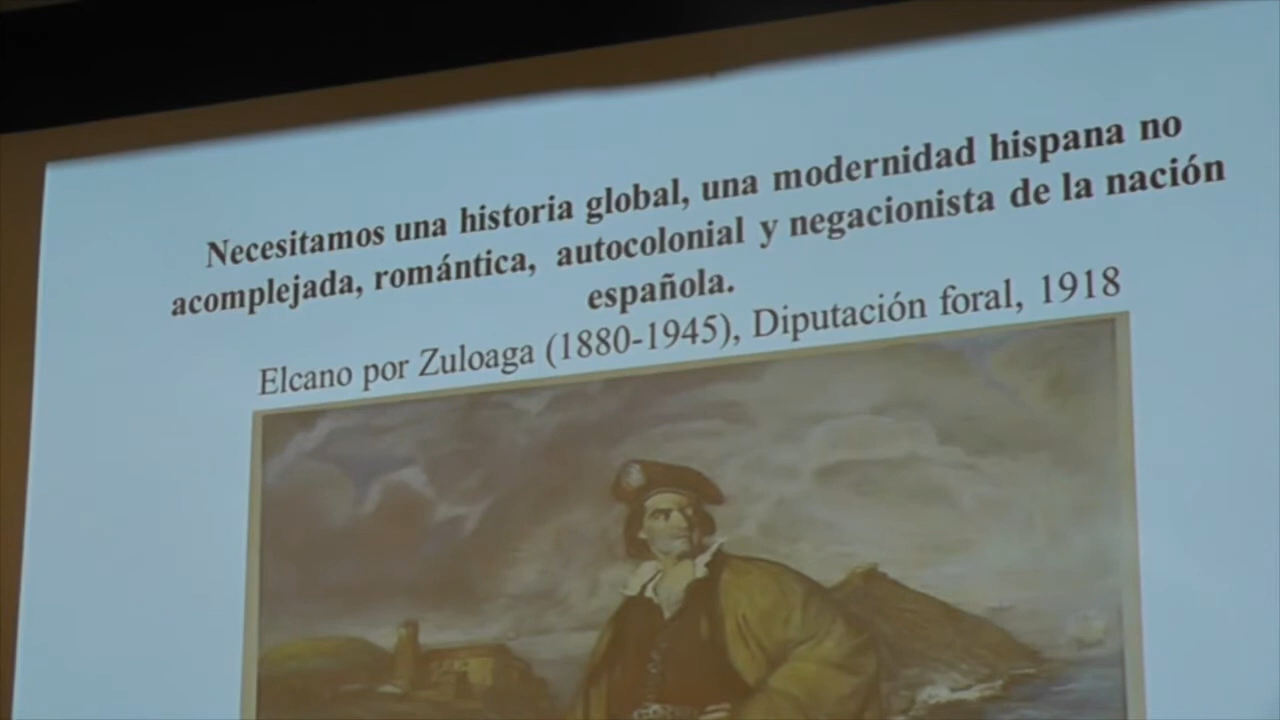 Necesitamos una historia global, una modernidad hispana no
acomplejada, romántica, autocolonial y negacionista de la nación
española.
Elcano por Zuloaga (1880-1945), Diputación foral, 1918